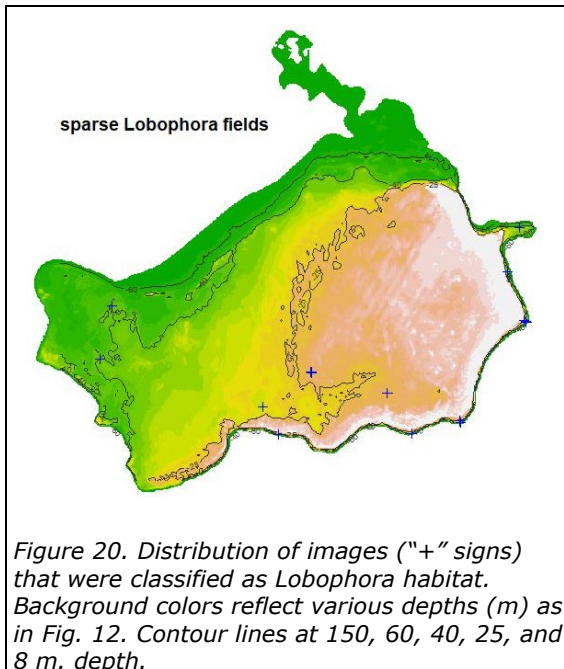 sparse Lobophora fields
Figure 20. Distribution of images ("+" signs)
that were classified as Lobophora habitat.
Background colors reflect various depths (m) as
in Fig. 12. Contour lines at 150, 60, 40, 25, and
8 m. depth.